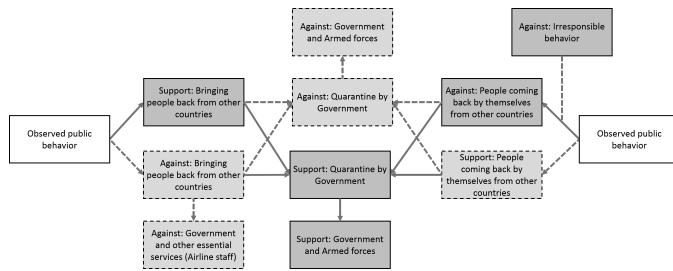 Against: Government
and Armed forces
Against: Irresponsible
behavior
Support: Bringing
people back from other
countries
Against: Quarantine by
Government
Against: People coming
back by themselves
from other countries
Observed public
behavior
Observed public
behavior
Against: Bringing
people back from other
countries
Support: Quarantine by
Government
Support: People
coming back by
themselves from other
countries
Against: Government
and other essential
services (Airline staff)
Support: Government
and Armed forces